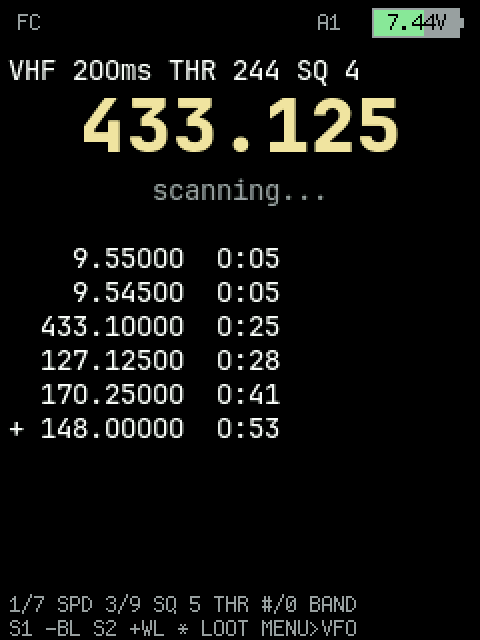 FC A1 7.44V
VHF 200ms THR 244 SQ 4
433.125
scanning...
9.55000 0:05
9.54500 0:05
433.10000 0:25
127.12500 0:28
170.25000 0:41
+ 148.00000 0:53
1/7 SPD 3/9 SQ 5 THR #/0 BAND
S1 -BL S2 +WL * LOOT MENU>VFO